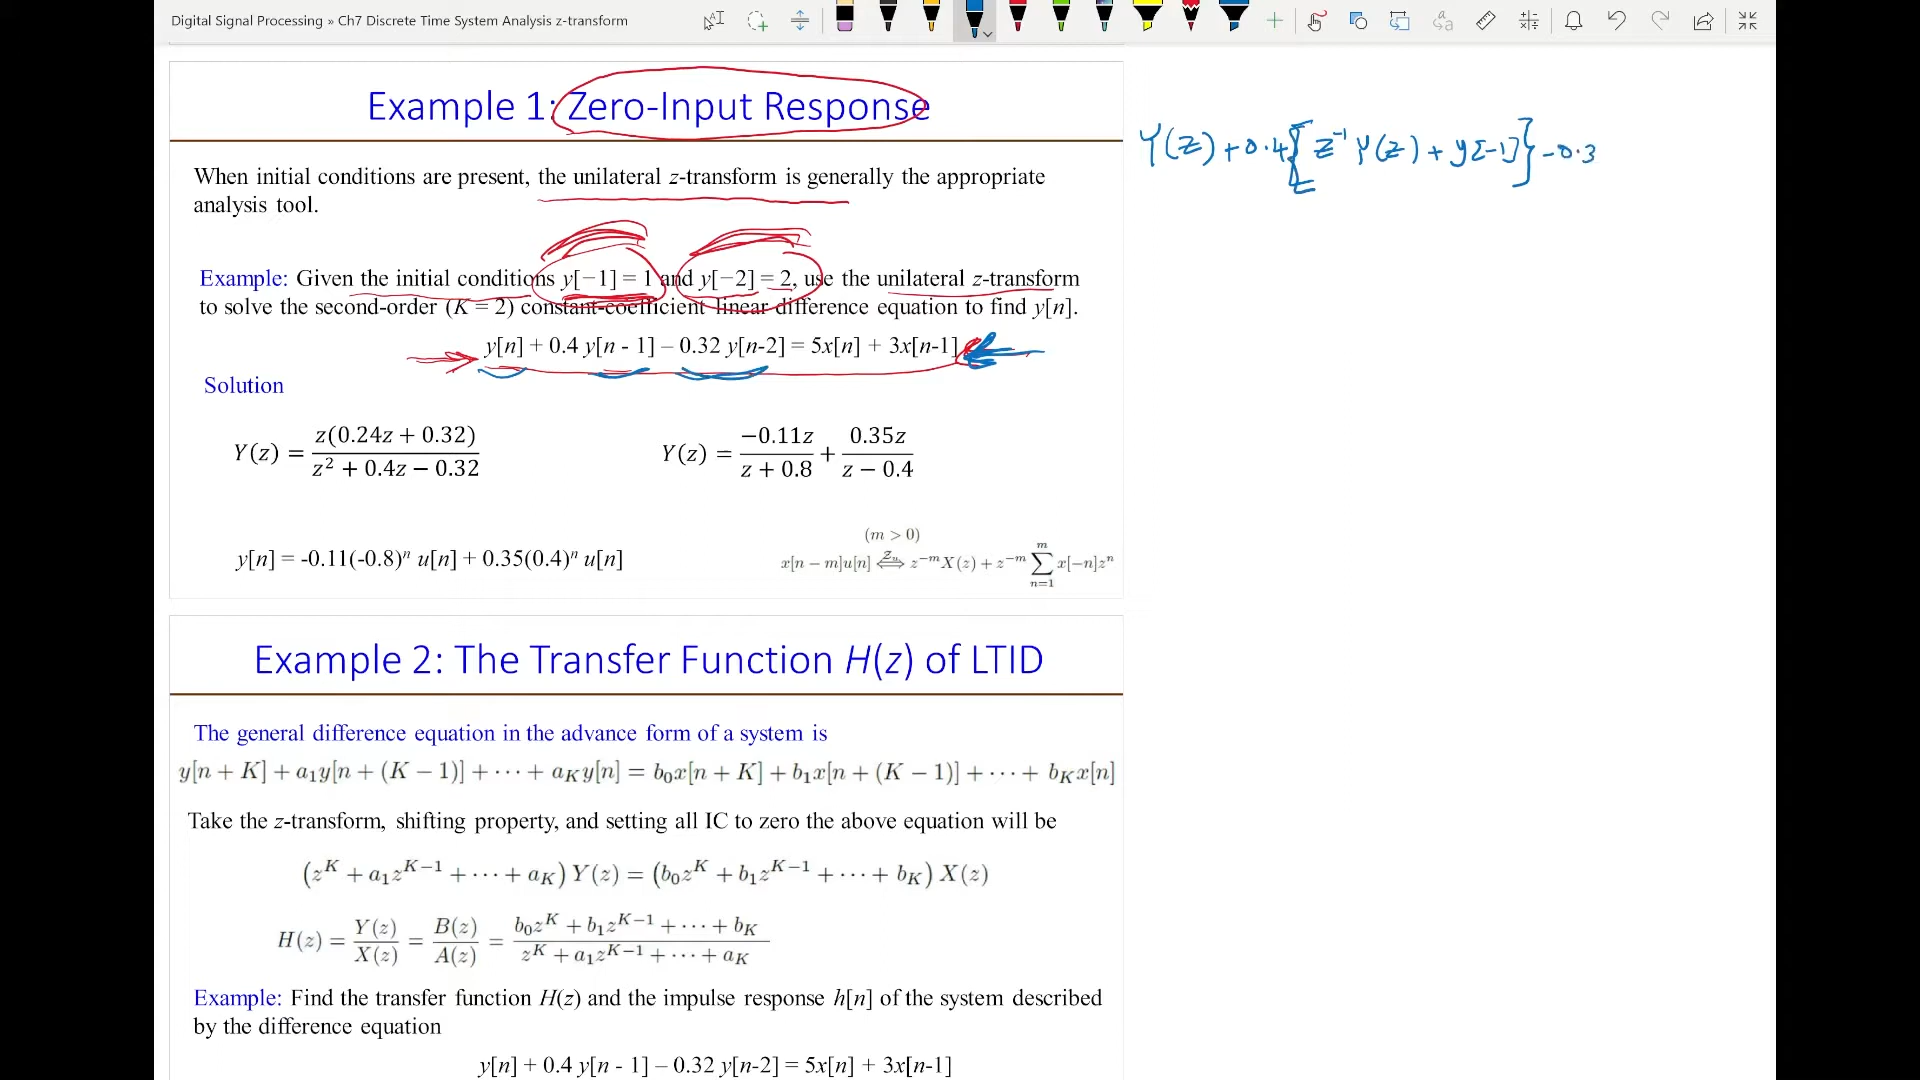 Digital Signal Processing » Ch7 Discrete Time System Analysis z-transform
Example 1: Zero-Input Response
Y(z) + 0.4 [ z⁻¹ Y(z) + y[-1] } - 0.3
When initial conditions are present, the unilateral z-transform is generally the appropriate
analysis tool.
Example: Given the initial conditions y[−1] = 1 and y[−2] = 2, use the unilateral z-transform
to solve the second-order (K = 2) constant-coefficient linear difference equation to find y[n].
y[n] + 0.4 y[n - 1] – 0.32 y[n-2] = 5x[n] + 3x[n-1]
Solution
Y(z) = z(0.24z + 0.32) / z² + 0.4z − 0.32
Y(z) = −0.11z / z + 0.8 + 0.35z / z − 0.4
(m > 0)
y[n] = -0.11(-0.8)ⁿ u[n] + 0.35(0.4)ⁿ u[n]
x[n − m]u[n] ⟺ Zu z⁻ᵐX(z) + z⁻ᵐ ∑ m n=1 x[−n]zⁿ
Example 2: The Transfer Function H(z) of LTID
The general difference equation in the advance form of a system is
y[n + K] + a₁y[n + (K − 1)] + ··· + a_K y[n] = b₀x[n + K] + b₁x[n + (K − 1)] + ··· + b_K x[n]
Take the z-transform, shifting property, and setting all IC to zero the above equation will be
(z^K + a₁z^{K−1} + ··· + a_K) Y(z) = (b₀z^K + b₁z^{K−1} + ··· + b_K) X(z)
H(z) = Y(z) / X(z) = B(z) / A(z) = b₀z^K + b₁z^{K−1} + ··· + b_K / z^K + a₁z^{K−1} + ··· + a_K
Example: Find the transfer function H(z) and the impulse response h[n] of the system described
by the difference equation
y[n] + 0.4 y[n - 1] – 0.32 y[n-2] = 5x[n] + 3x[n-1]